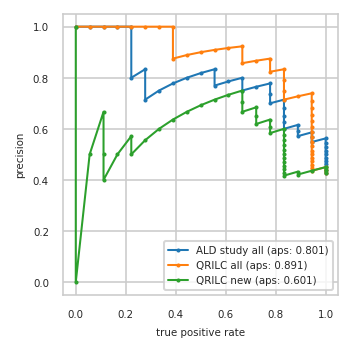 1.0
0.8
0.6
0.4
0.2
0.0
precision
0.0 0.2 0.4 0.6 0.8 1.0
true positive rate
ALD study all (aps: 0.801)
QRILC all (aps: 0.891)
QRILC new (aps: 0.601)